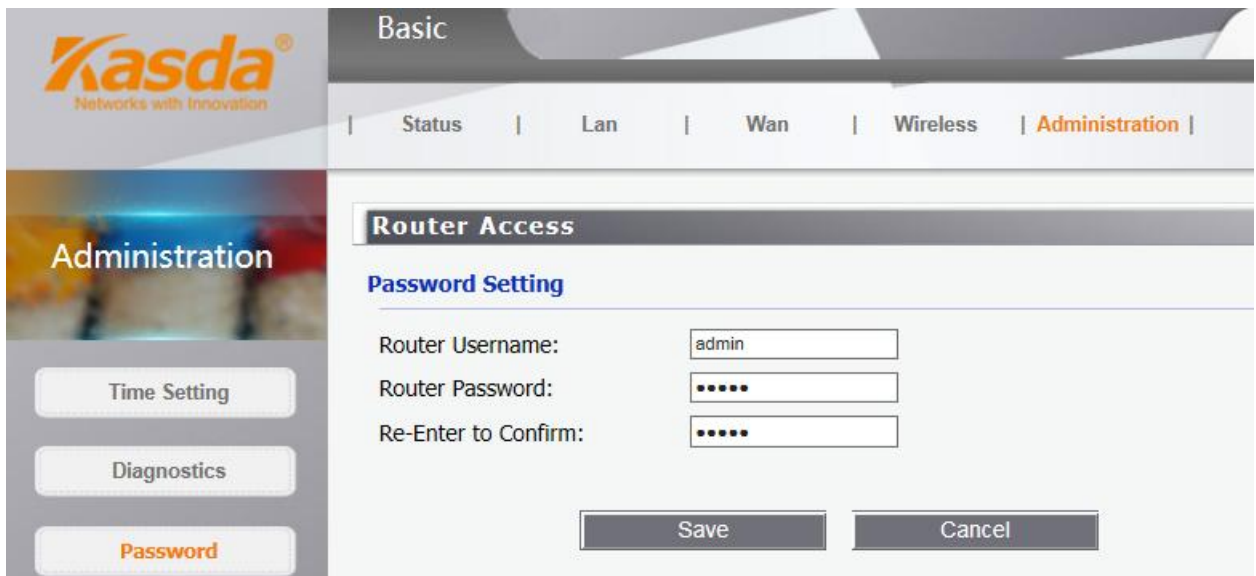 Kasda®
Networks with Innovation
Basic
| Status | Lan | Wan | Wireless | Administration |
Administration
Time Setting
Diagnostics
Password
Router Access
Password Setting
Router Username: admin
Router Password: •••••
Re-Enter to Confirm: •••••
Save Cancel